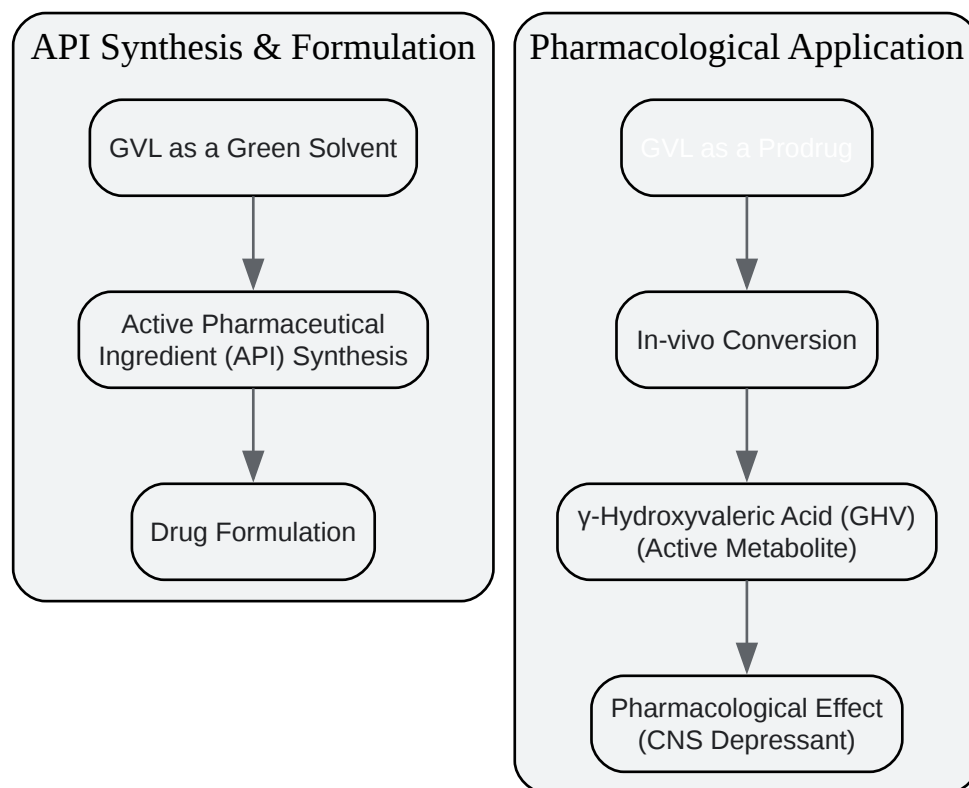 API Synthesis & Formulation
GVL as a Green Solvent
Active Pharmaceutical
Ingredient (API) Synthesis
Drug Formulation
Pharmacological Application
GVL as a Prodrug
In-vivo Conversion
γ-Hydroxyvaleric Acid (GHV)
(Active Metabolite)
Pharmacological Effect
(CNS Depressant)